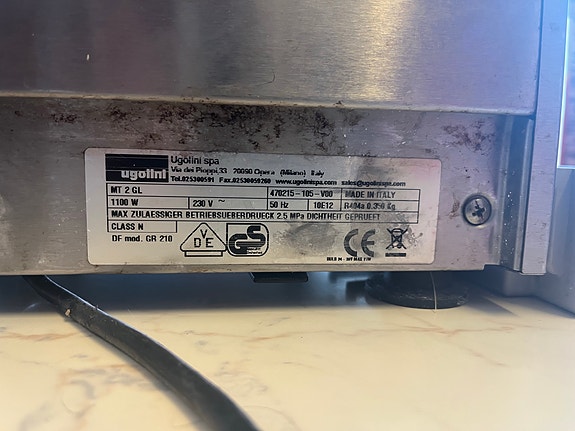 ugolini
Ugolini spa
Via dei Pioppi,33 20090 Opera (Milano) Italy
Tel.025300591 Fax.02530059260 www.ugolinispa.com sales@ugolinispa.com
MT 2 GL 470215-105-V00 MADE IN ITALY
1100 W 230 V ~ 50 Hz 10E12 R404a 0.350 Kg
MAX ZULAESSIGER BETRIEBSUEBERDRUECK 2.5 MPa DICHTHEIT GEPRUEFT
CLASS N
DF mod. GR 210
VDE GS CE